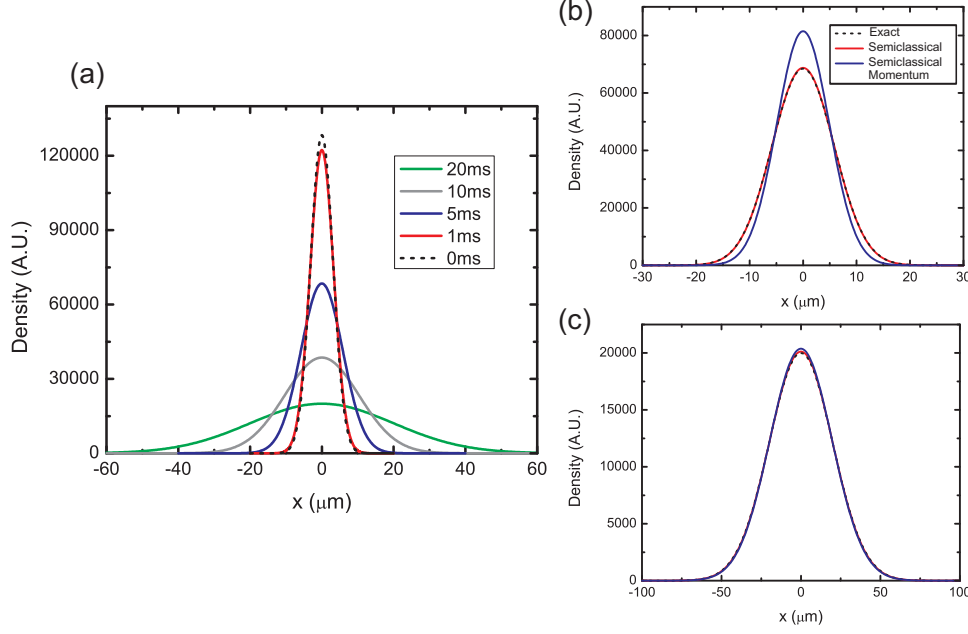 (a)
Density (A.U.)
120000
90000
60000
30000
0
-60
-40
-20
0
20
40
60
x (μm)
20ms
10ms
5ms
1ms
0ms
(b)
Density (A.U.)
80000
60000
40000
20000
0
-30
-20
-10
0
10
20
30
x (μm)
Exact
Semiclassical
Semiclassical
Momentum
(c)
Density (A.U.)
20000
15000
10000
5000
0
-100
-50
0
50
100
x (μm)